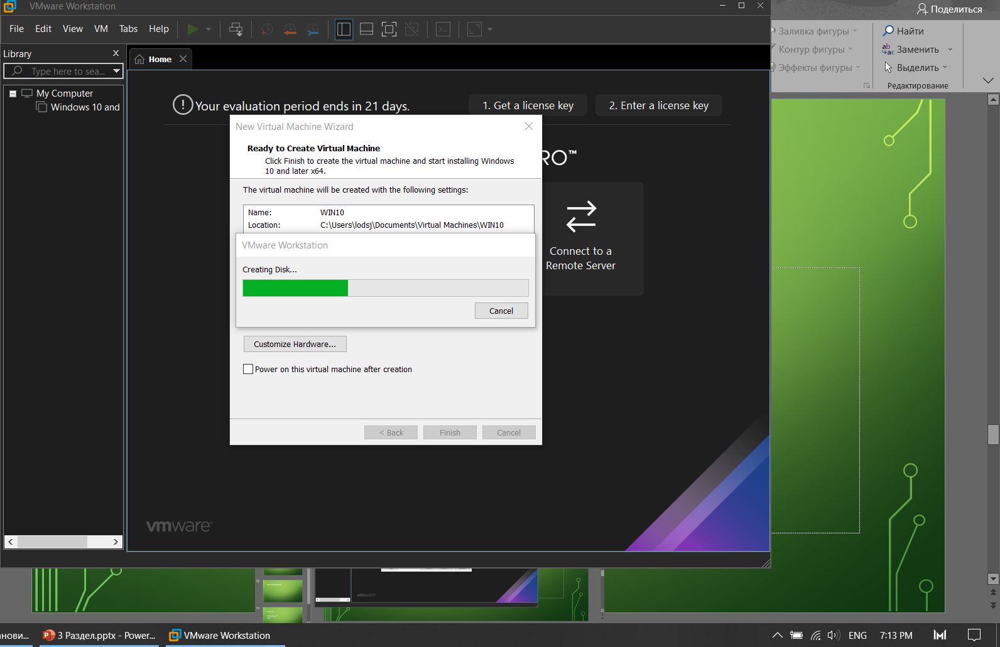 VMware Workstation
Поделиться
File Edit View VM Tabs Help
Заливка фигуры
Контур фигуры
Эффекты фигуры
Найти
Заменить
Выделить
Редактирование
Library
Type here to sea...
My Computer
Windows 10 and
Home
Your evaluation period ends in 21 days.
1. Get a license key
2. Enter a license key
RO™
New Virtual Machine Wizard
Ready to Create Virtual Machine
Click Finish to create the virtual machine and start installing Windows
10 and later x64.
The virtual machine will be created with the following settings:
Name: WIN10
Location: C:\Users\lodsj\Documents\Virtual Machines\WIN10
VMware Workstation
Creating Disk...
Cancel
Customize Hardware...
Power on this virtual machine after creation
< Back Finish Cancel
Connect to a
Remote Server
vmware
vmware
анови...
3 Раздел.pptx - Power...
VMware Workstation
ENG
7:13 PM